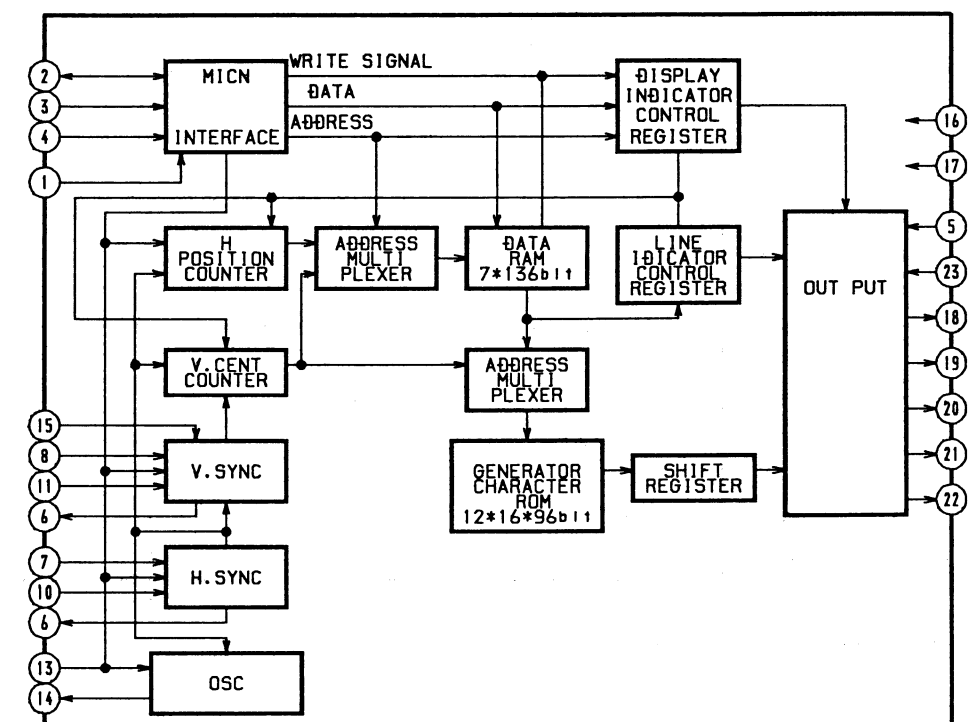 2
3
4
1
MICN
INTERFACE
WRITE SIGNAL
DATA
ADDRESS
DISPLAY
INDICATOR
CONTROL
REGISTER
16
17
H
POSITION
COUNTER
ADDRESS
MULTI
PLEXER
DATA
RAM
7*136bit
LINE
IDICATOR
CONTROL
REGISTER
OUT PUT
5
23
18
19
20
21
22
V.CENT
COUNTER
ADDRESS
MULTI
PLEXER
15
8
11
6
V.SYNC
GENERATOR
CHARACTER
ROM
12*16*96bit
SHIFT
REGISTER
7
10
6
H.SYNC
13
14
OSC